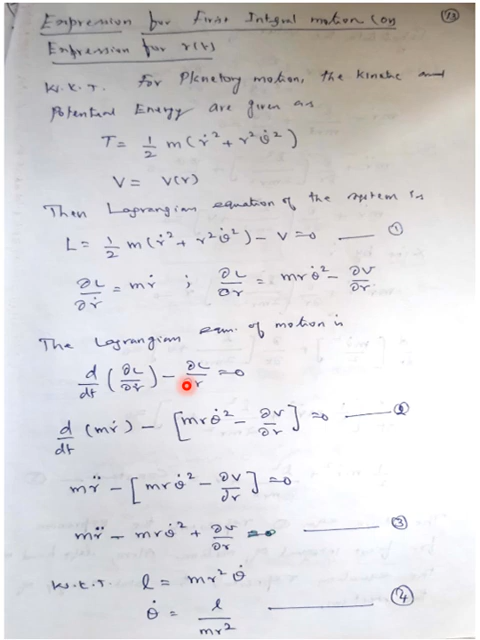 Expression for First Integral motion (or) (13)
Expression for r(t)
W.K.T. For Planetory motion, the kinetic and
Potential Energy are given as
T = 1/2 m(ṙ² + r²θ̇²)
V = V(r)
Then Lagrangian equation of the system is
L = 1/2 m(ṙ² + r²θ̇²) - V = 0 —— ①
∂L/∂ṙ = mṙ ; ∂L/∂r = mrθ̇² - ∂V/∂r
The Lagrangian equn. of motion is
d/dt (∂L/∂ṙ) - ∂L/∂r = 0
d/dt (mṙ) - [mrθ̇² - ∂V/∂r] = 0 —— ②
mr̈ - [mrθ̇² - ∂V/∂r] = 0
mr̈ - mrθ̇² + ∂V/∂r = 0 —— ③
W.K.T. l = mr²θ̇
θ̇ = l/mr² —— ④